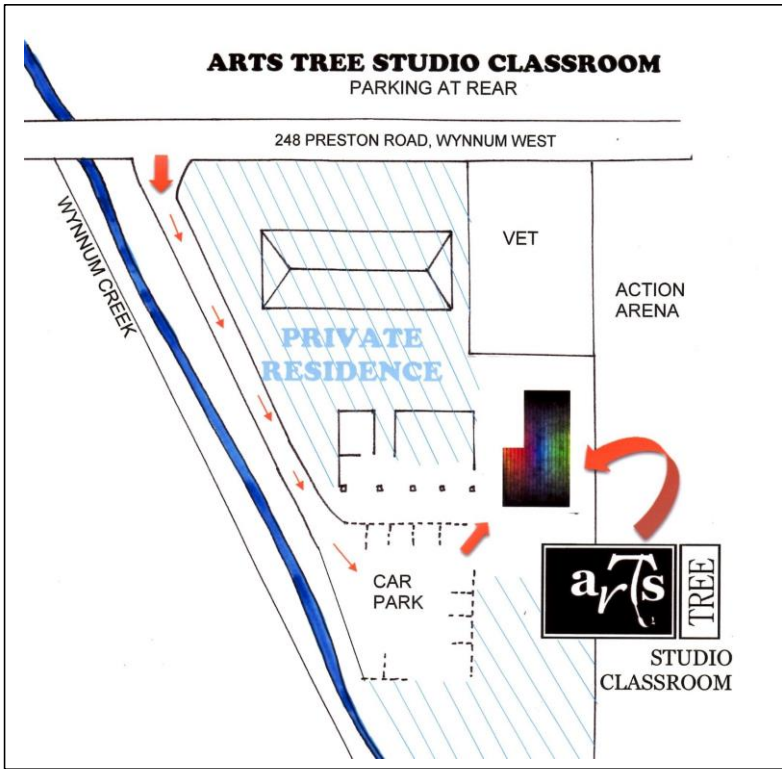 ARTS TREE STUDIO CLASSROOM
PARKING AT REAR
248 PRESTON ROAD, WYNNUM WEST
WYNNUM CREEK
VET
ACTION
ARENA
PRIVATE
RESIDENCE
CAR
PARK
arTs
TREE
STUDIO
CLASSROOM